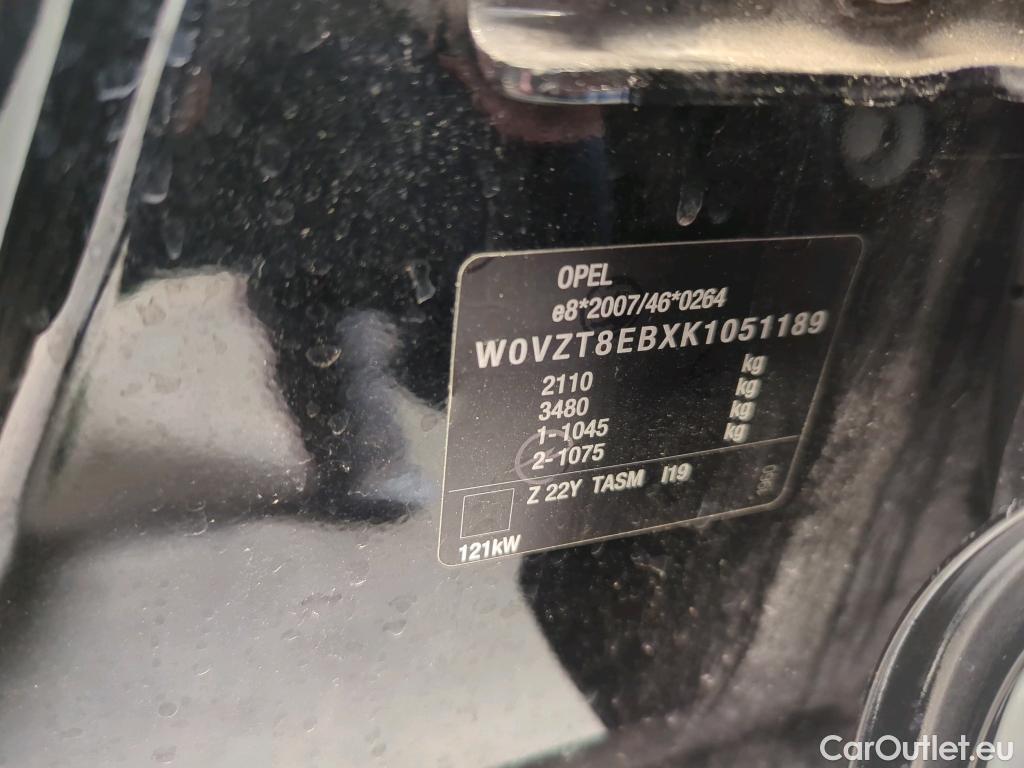 OPEL
e8*2007/46*0264
W0VZT8EBXK1051189
2110 kg
3480 kg
1-1045 kg
2-1075 kg
Z 22Y TASM I19
121kW
CarOutlet.eu